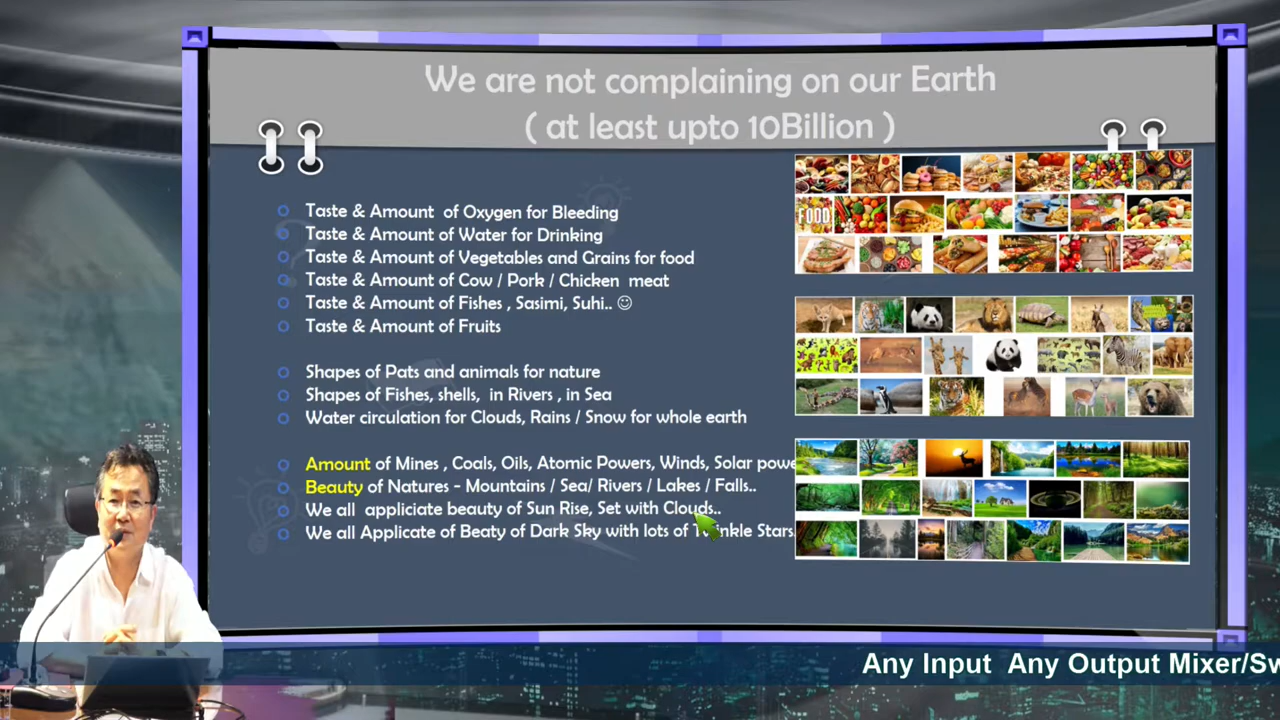 We are not complaining on our Earth
( at least upto 10Billion )
Taste & Amount of Oxygen for Bleeding
Taste & Amount of Water for Drinking
Taste & Amount of Vegetables and Grains for food
Taste & Amount of Cow / Pork / Chicken meat
Taste & Amount of Fishes , Sasimi, Suhi.. ☺
Taste & Amount of Fruits
FOOD
Shapes of Pats and animals for nature
Shapes of Fishes, shells, in Rivers , in Sea
Water circulation for Clouds, Rains / Snow for whole earth
Amount of Mines , Coals, Oils, Atomic Powers, Winds, Solar powe
Beauty of Natures - Mountains / Sea/ Rivers / Lakes / Falls..
We all appliciate beauty of Sun Rise, Set with Clouds..
We all Applicate of Beaty of Dark Sky with lots of Twinkle Stars.
Any Input Any Output Mixer/Sw